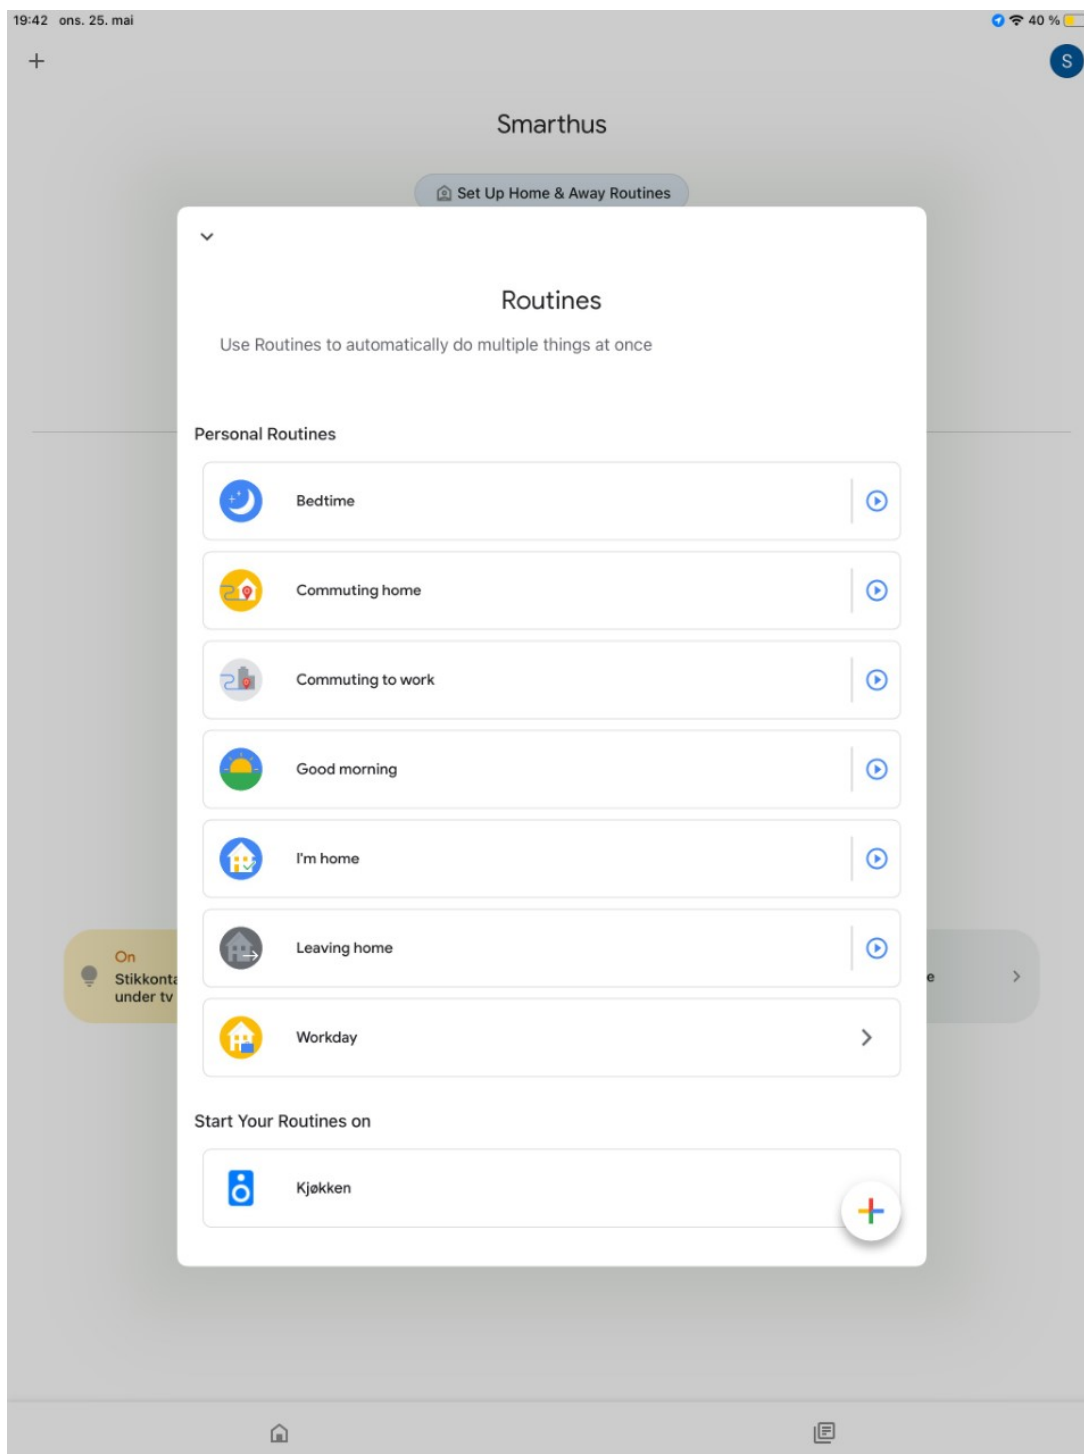 19:42 ons. 25. mai
40 %
S
Smarthus
Set Up Home & Away Routines
Routines
Use Routines to automatically do multiple things at once
Personal Routines
Bedtime
Commuting home
Commuting to work
Good morning
I'm home
Leaving home
On
Stikkonta
under tv
e
Workday
Start Your Routines on
Kjøkken